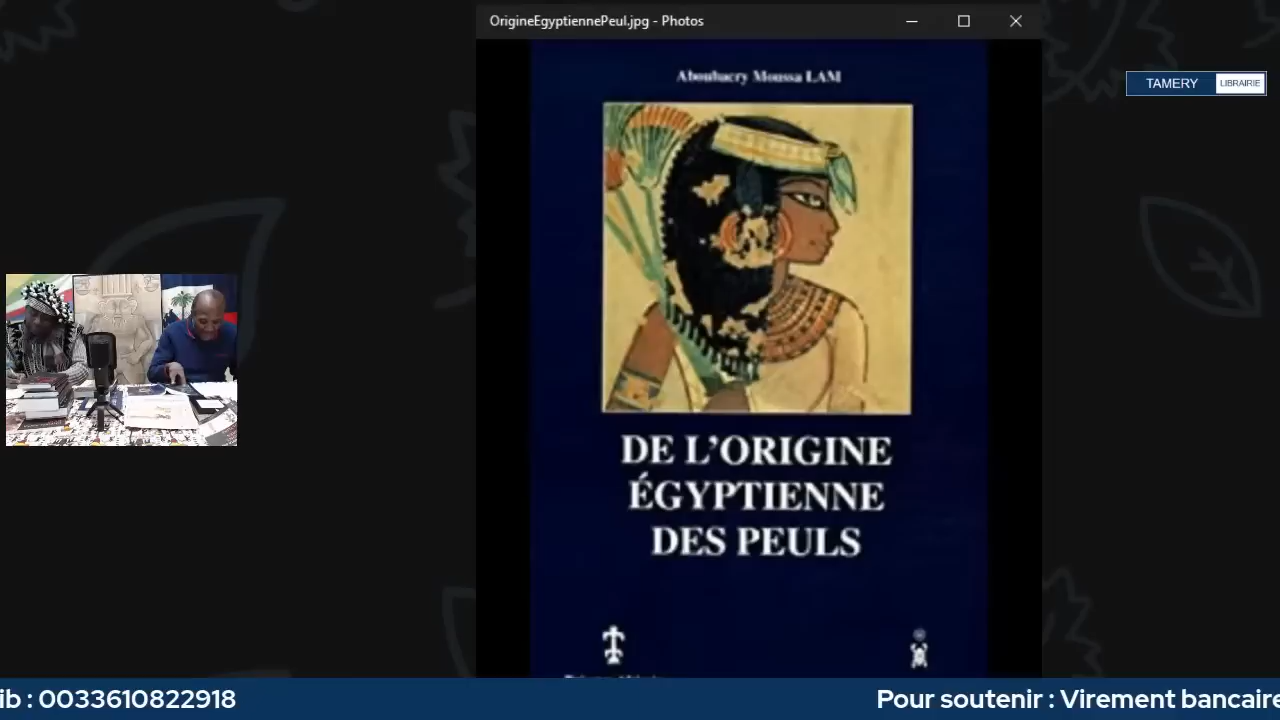 OrigineEgyptiennePeul.jpg - Photos
Aboubacry Moussa LAM
TAMERY LIBRAIRIE
DE L'ORIGINE
ÉGYPTIENNE
DES PEULS
ib : 0033610822918
Pour soutenir : Virement bancaire